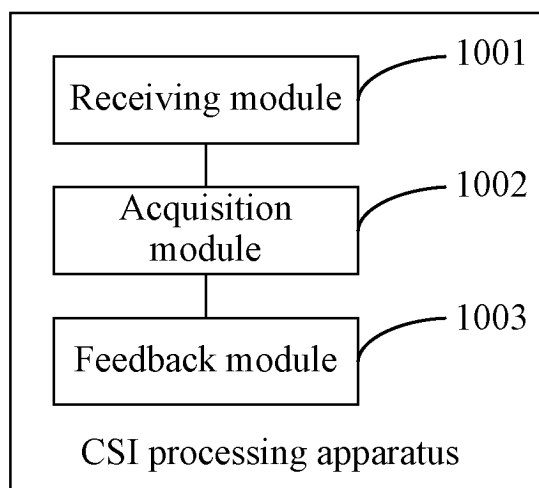 1001
Receiving module
1002
Acquisition
module
1003
Feedback module
CSI processing apparatus